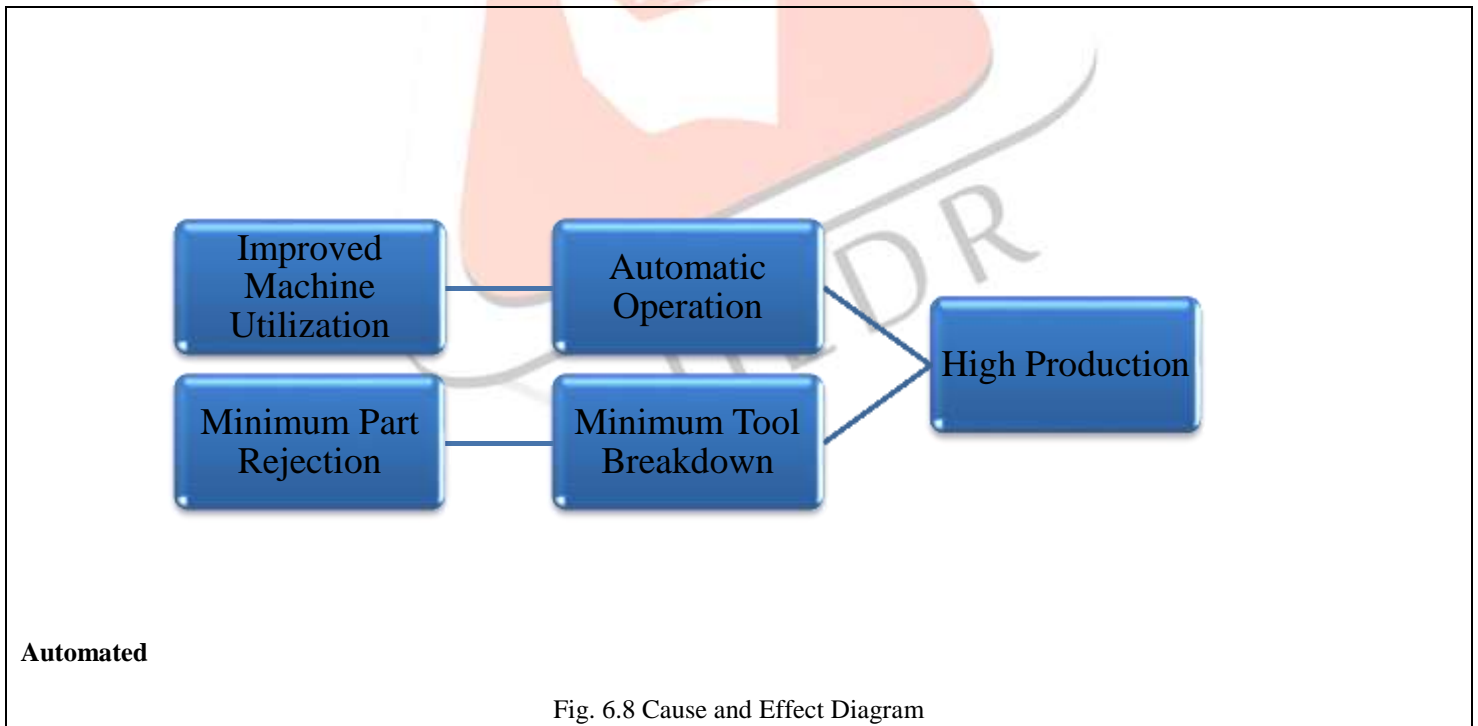 Improved
Machine
Utilization
Automatic
Operation
High Production
Minimum Part
Rejection
Minimum Tool
Breakdown
Automated
Fig. 6.8 Cause and Effect Diagram